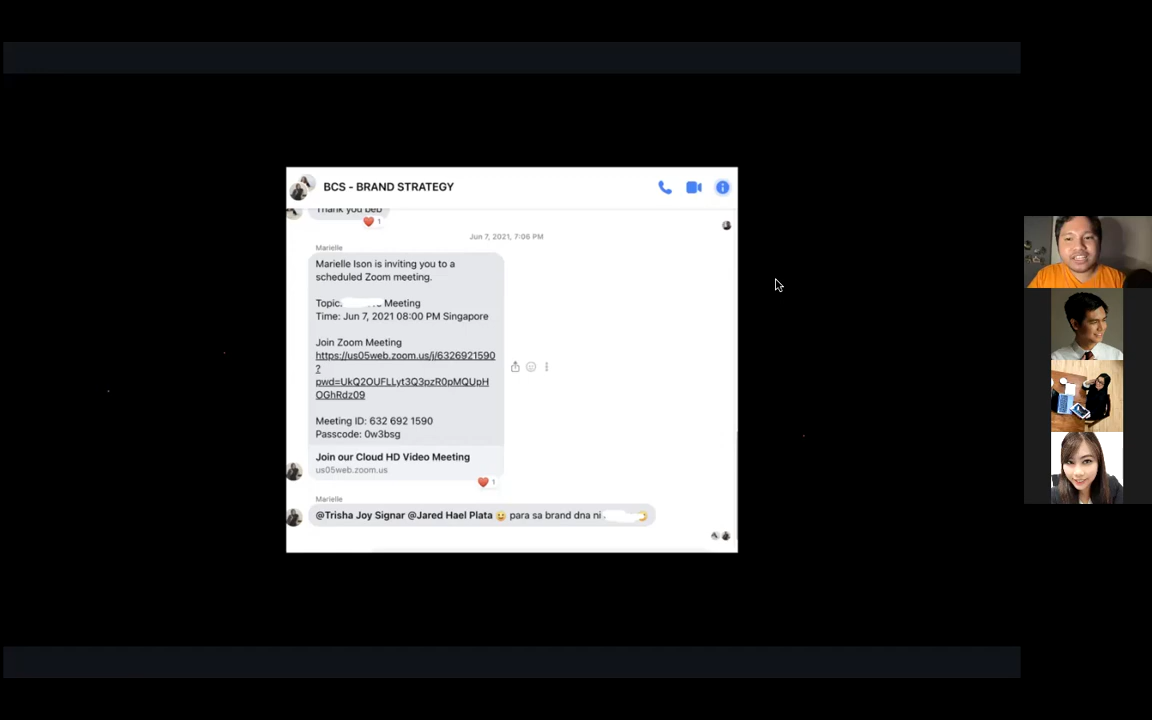 BCS - BRAND STRATEGY
Thank you beb
1
Jun 7, 2021, 7:06 PM
Marielle
Marielle Ison is inviting you to a
scheduled Zoom meeting.
Topic: Meeting
Time: Jun 7, 2021 08:00 PM Singapore
Join Zoom Meeting
https://us05web.zoom.us/j/6326921590
?
pwd=UkQ2OUFLLyt3Q3pzR0pMQUpH
OGhRdz09
Meeting ID: 632 692 1590
Passcode: 0w3bsg
Join our Cloud HD Video Meeting
us05web.zoom.us
1
Marielle
@Trisha Joy Signar @Jared Hael Plata 😀 para sa brand dna ni